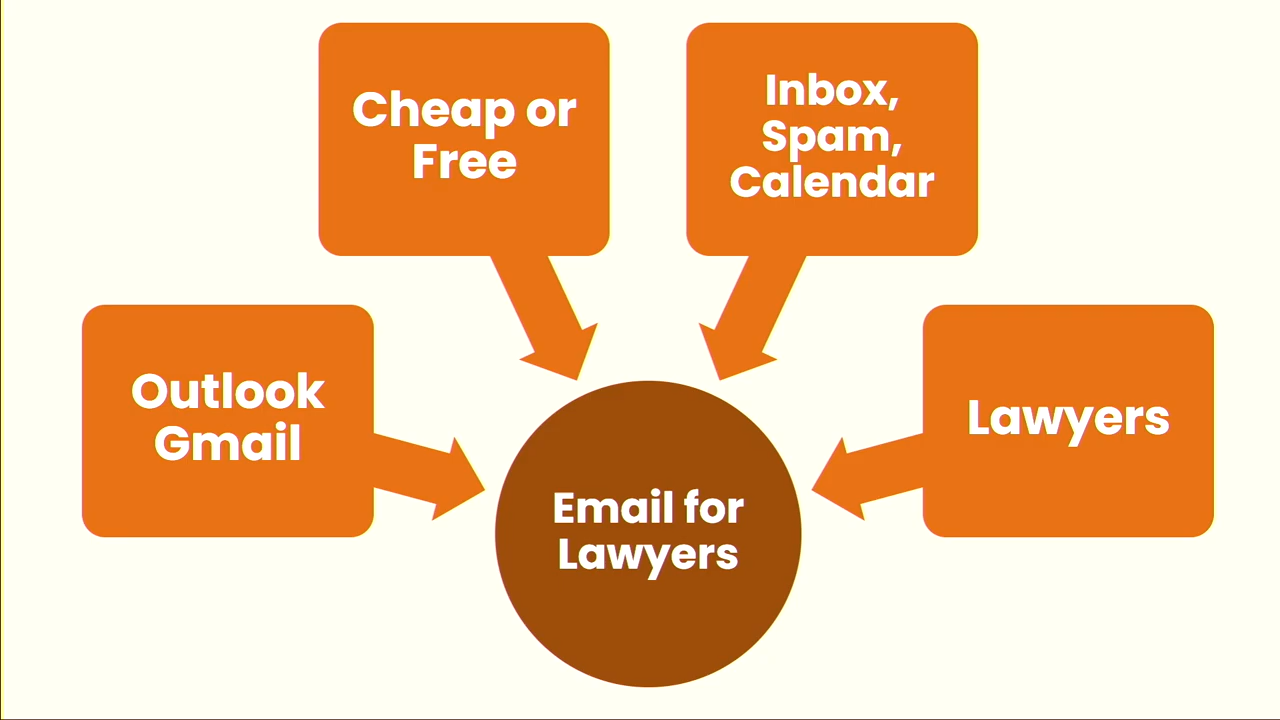 Cheap or
Free
Inbox,
Spam,
Calendar
Outlook
Gmail
Lawyers
Email for
Lawyers